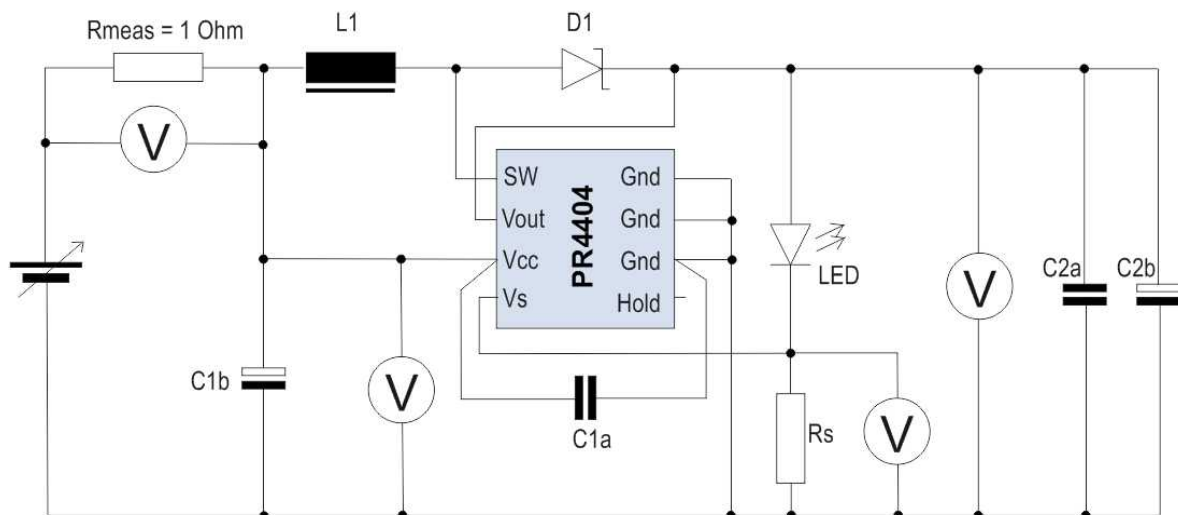 Rmeas = 1 Ohm
L1
D1
V
SW
Gnd
Vout
Gnd
Vcc
Gnd
Vs
Hold
PR4404
LED
V
C2a
C2b
C1b
V
C1a
Rs
V